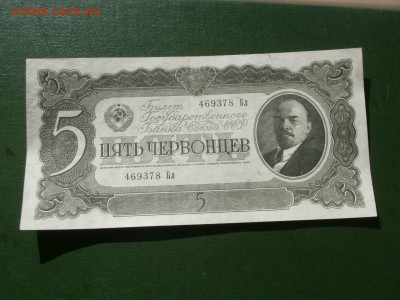 Билет
469378 Бл
Государственного
Банка Союза ССР
5
ПЯТЬ ЧЕРВОНЦЕВ
469378 Бл
5